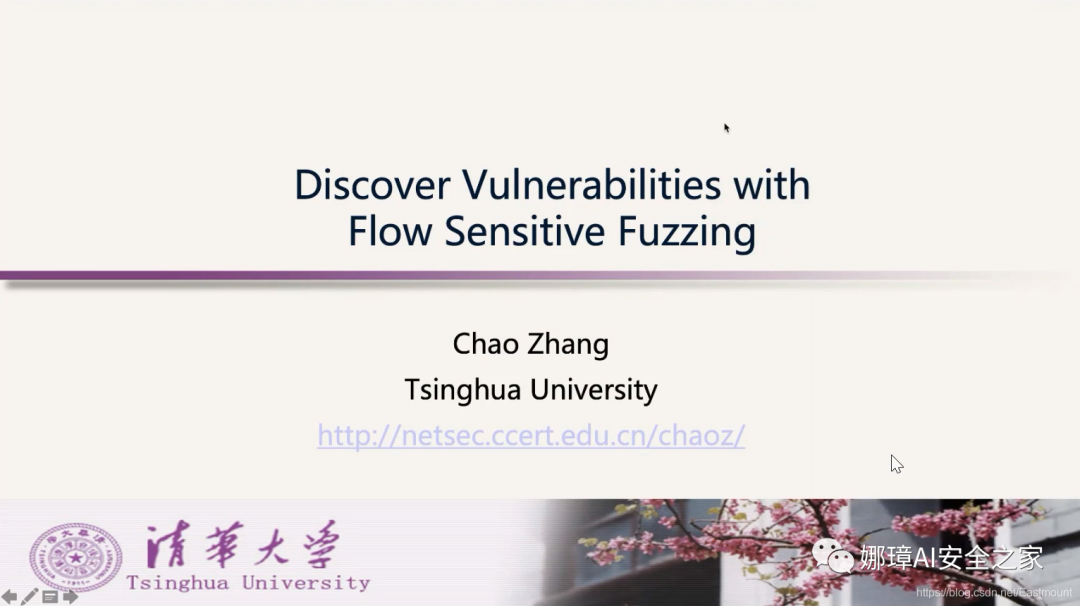 Discover Vulnerabilities with
Flow Sensitive Fuzzing
Chao Zhang
Tsinghua University
http://netsec.ccert.edu.cn/chaoz/
清華大学
Tsinghua University
娜璋AI安全之家
https://blog.csdn.net/Eastmount